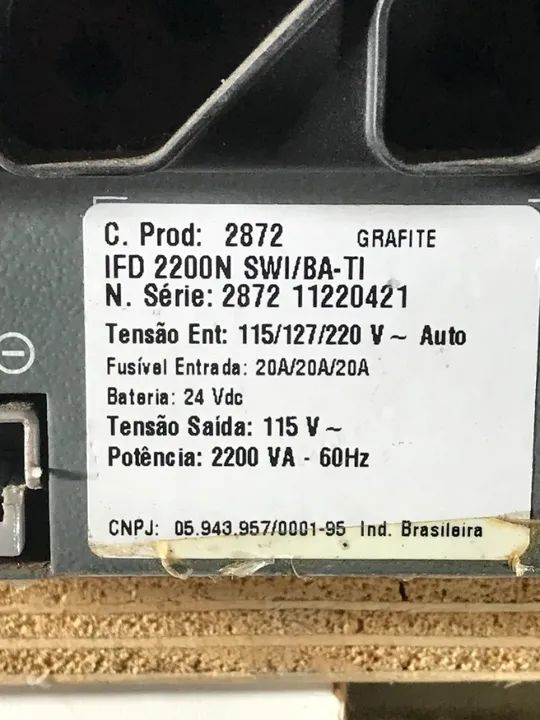 C. Prod: 2872 GRAFITE
IFD 2200N SWI/BA-TI
N. Série: 2872 11220421
Tensão Ent: 115/127/220 V ~ Auto
Fusível Entrada: 20A/20A/20A
Bateria: 24 Vdc
Tensão Saída: 115 V ~
Potência: 2200 VA - 60Hz
CNPJ: 05.943.957/0001-95 Ind. Brasileira